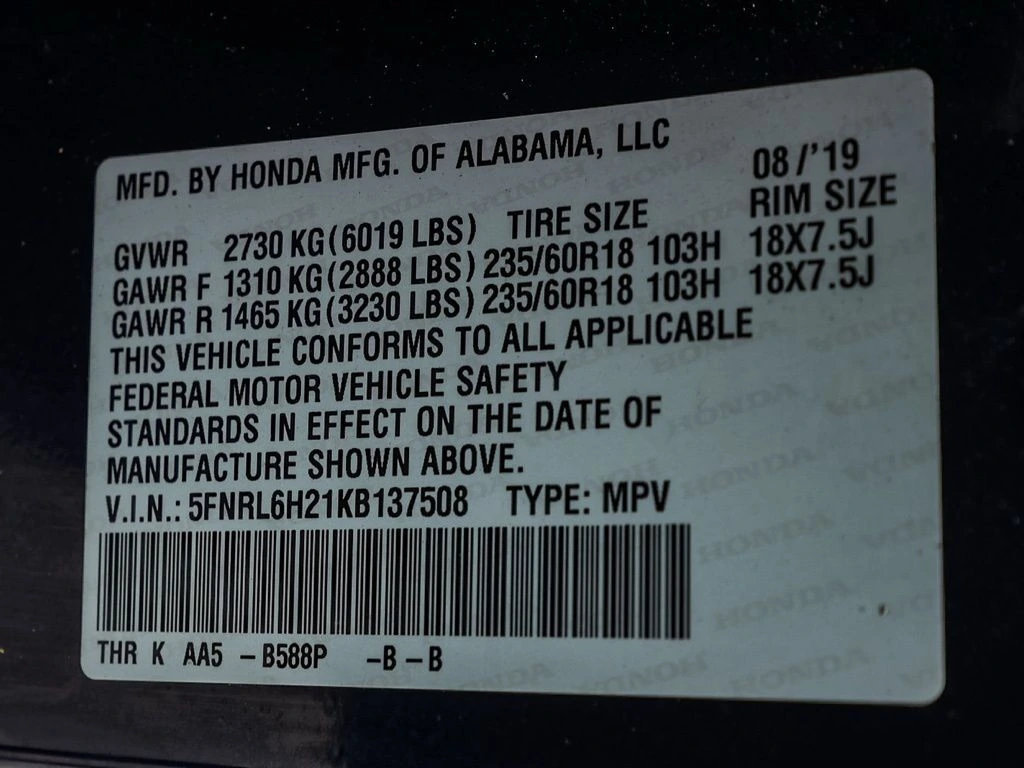 MFD. BY HONDA MFG. OF ALABAMA, LLC 08/'19
GVWR 2730 KG(6019 LBS) TIRE SIZE RIM SIZE
GAWR F 1310 KG(2888 LBS) 235/60R18 103H 18X7.5J
GAWR R 1465 KG(3230 LBS) 235/60R18 103H 18X7.5J
THIS VEHICLE CONFORMS TO ALL APPLICABLE
FEDERAL MOTOR VEHICLE SAFETY
STANDARDS IN EFFECT ON THE DATE OF
MANUFACTURE SHOWN ABOVE.
V.I.N.: 5FNRL6H21KB137508 TYPE: MPV
THR K AA5 -B588P -B-B